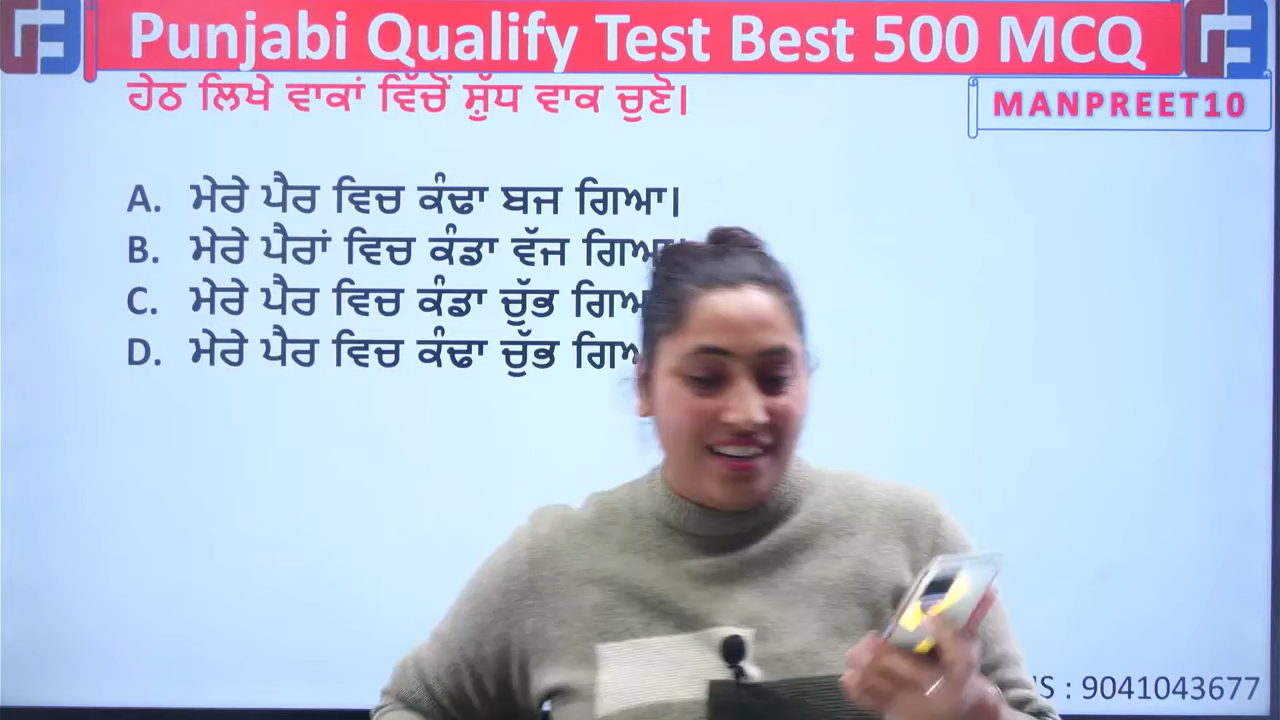 Punjabi Qualify Test Best 500 MCQ
ਹੇਠ ਲਿਖੇ ਵਾਕਾਂ ਵਿੱਚੋਂ ਸ਼ੁੱਧ ਵਾਕ ਚੁਣੋ।
MANPREET10
A. ਮੇਰੇ ਪੈਰ ਵਿਚ ਕੰਢਾ ਬਜ ਗਿਆ।
B. ਮੇਰੇ ਪੈਰਾਂ ਵਿਚ ਕੰਡਾ ਵੱਜ ਗਿਆ।
C. ਮੇਰੇ ਪੈਰ ਵਿਚ ਕੰਡਾ ਚੁੱਭ
D. ਮੇਰੇ ਪੈਰ ਵਿਚ ਕੰਢਾ ਚੁੱਭ
: 9041043677